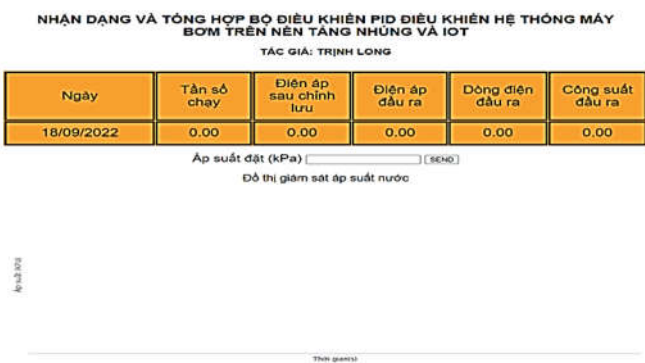 NHẬN DẠNG VÀ TỔNG HỢP BỘ ĐIỀU KHIỂN PID ĐIỀU KHIỂN HỆ THỐNG MÁY
BƠM TRÊN NỀN TẢNG NHÚNG VÀ IOT
TÁC GIẢ: TRỊNH LONG
Ngày
Tần số
chạy
Điện áp
sau chỉnh
lưu
Điện áp
đầu ra
Dòng điện
đầu ra
Công suất
đầu ra
18/09/2022 0.00 0.00 0.00 0.00 0.00
Áp suất đặt (kPa) SEND
Đồ thị giám sát áp suất nước
Áp suất (kPa)
Thời gian(s)